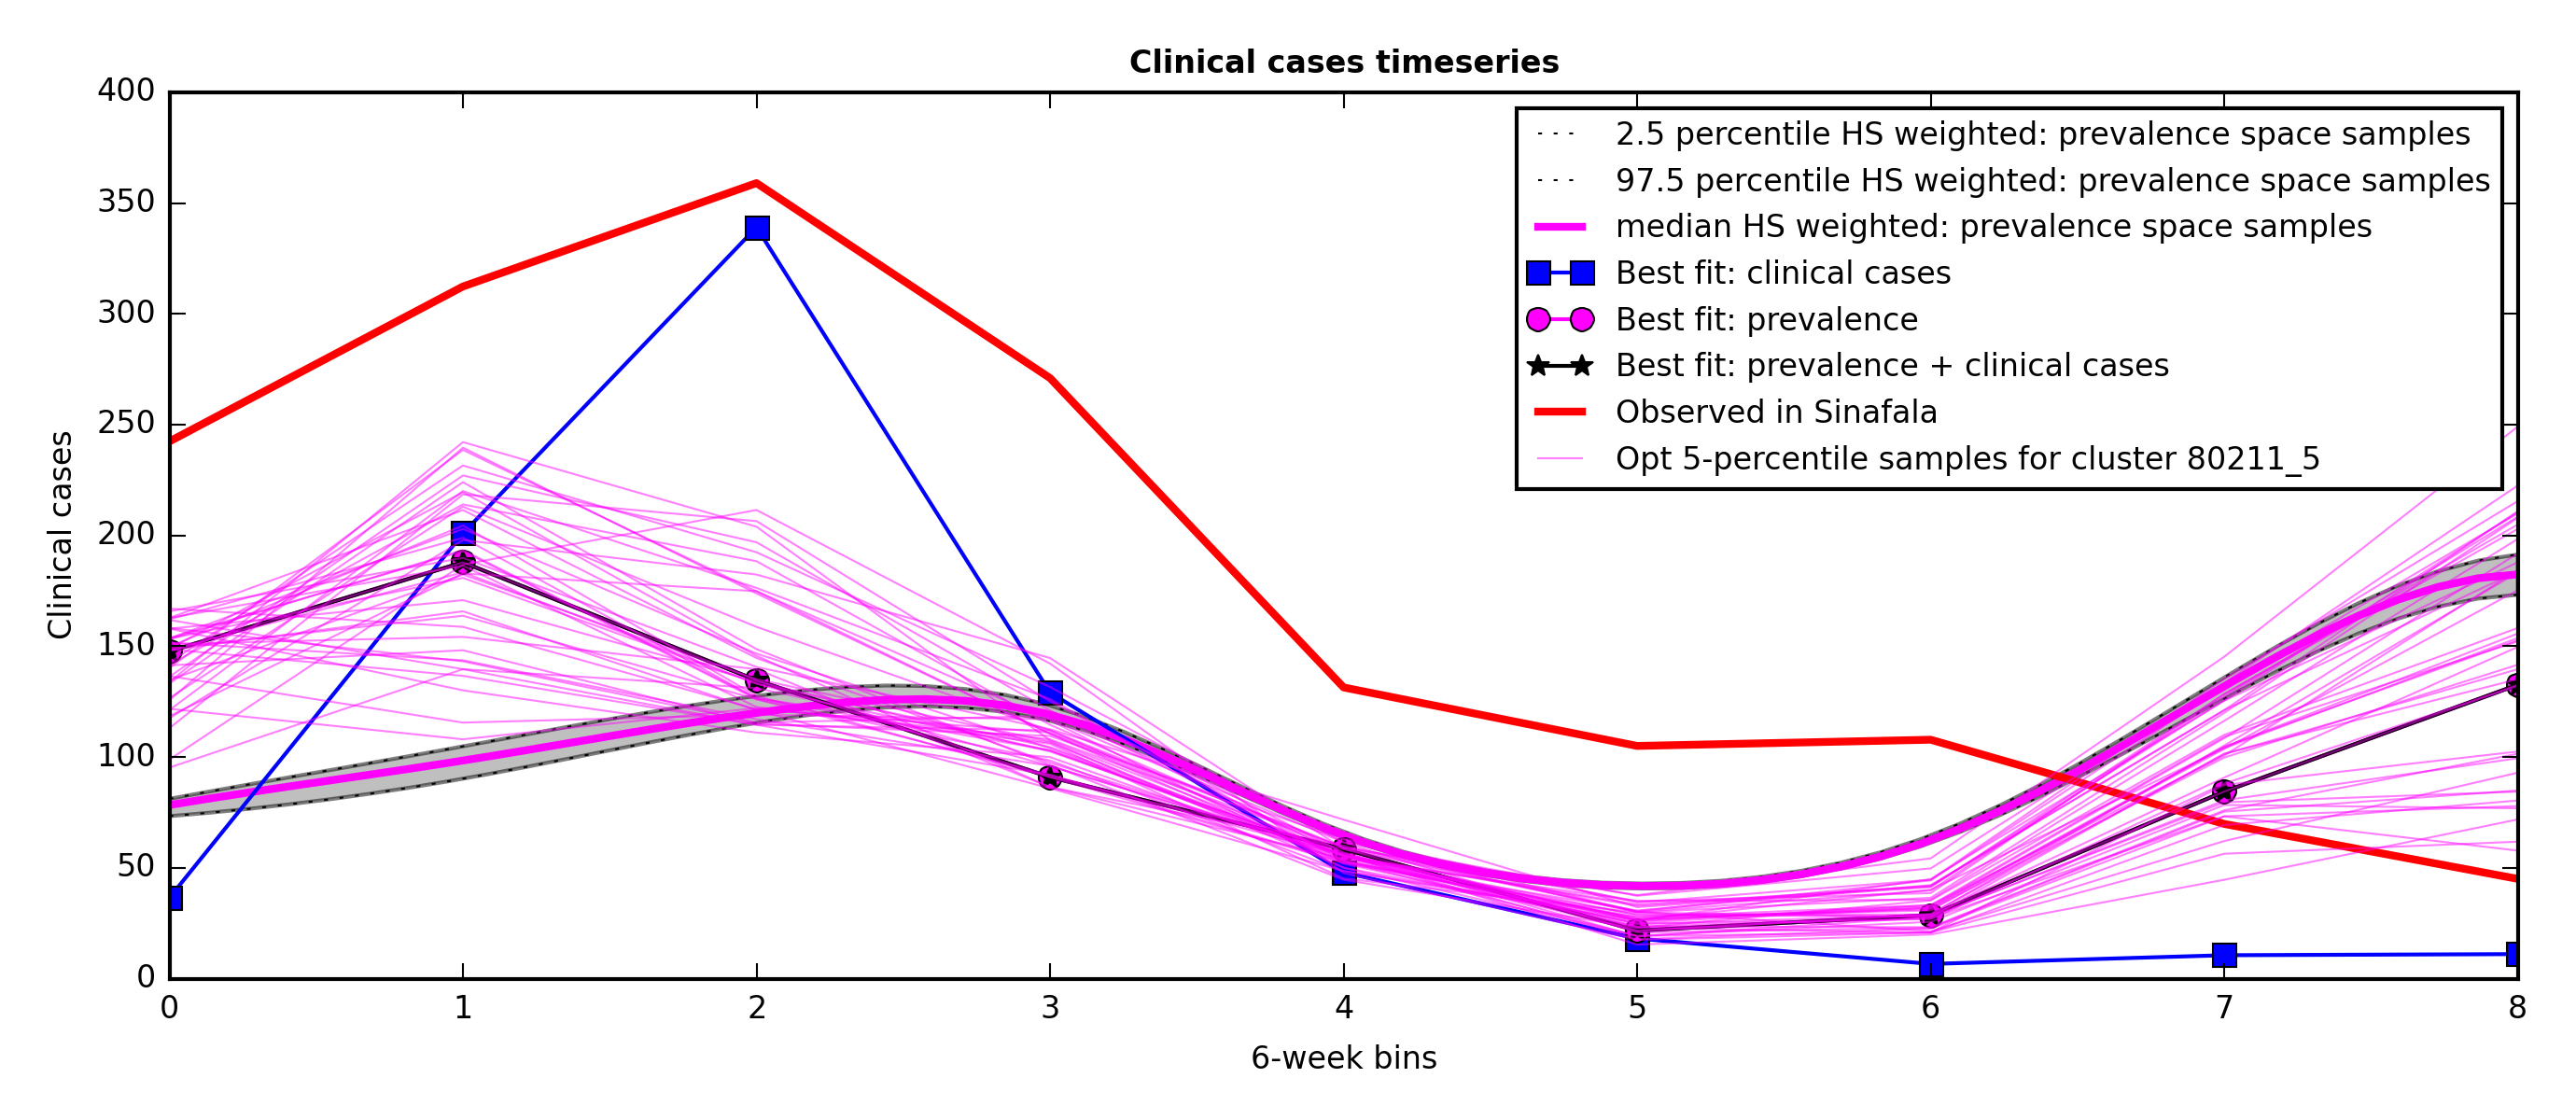 Clinical cases timeseries
400
350
300
250
200
150
100
50
0
Clinical cases
2.5 percentile HS weighted: prevalence space samples
97.5 percentile HS weighted: prevalence space samples
median HS weighted: prevalence space samples
Best fit: clinical cases
Best fit: prevalence
Best fit: prevalence + clinical cases
Observed in Sinafala
Opt 5-percentile samples for cluster 80211_5
0 1 2 3 4 5 6 7 8
6-week bins